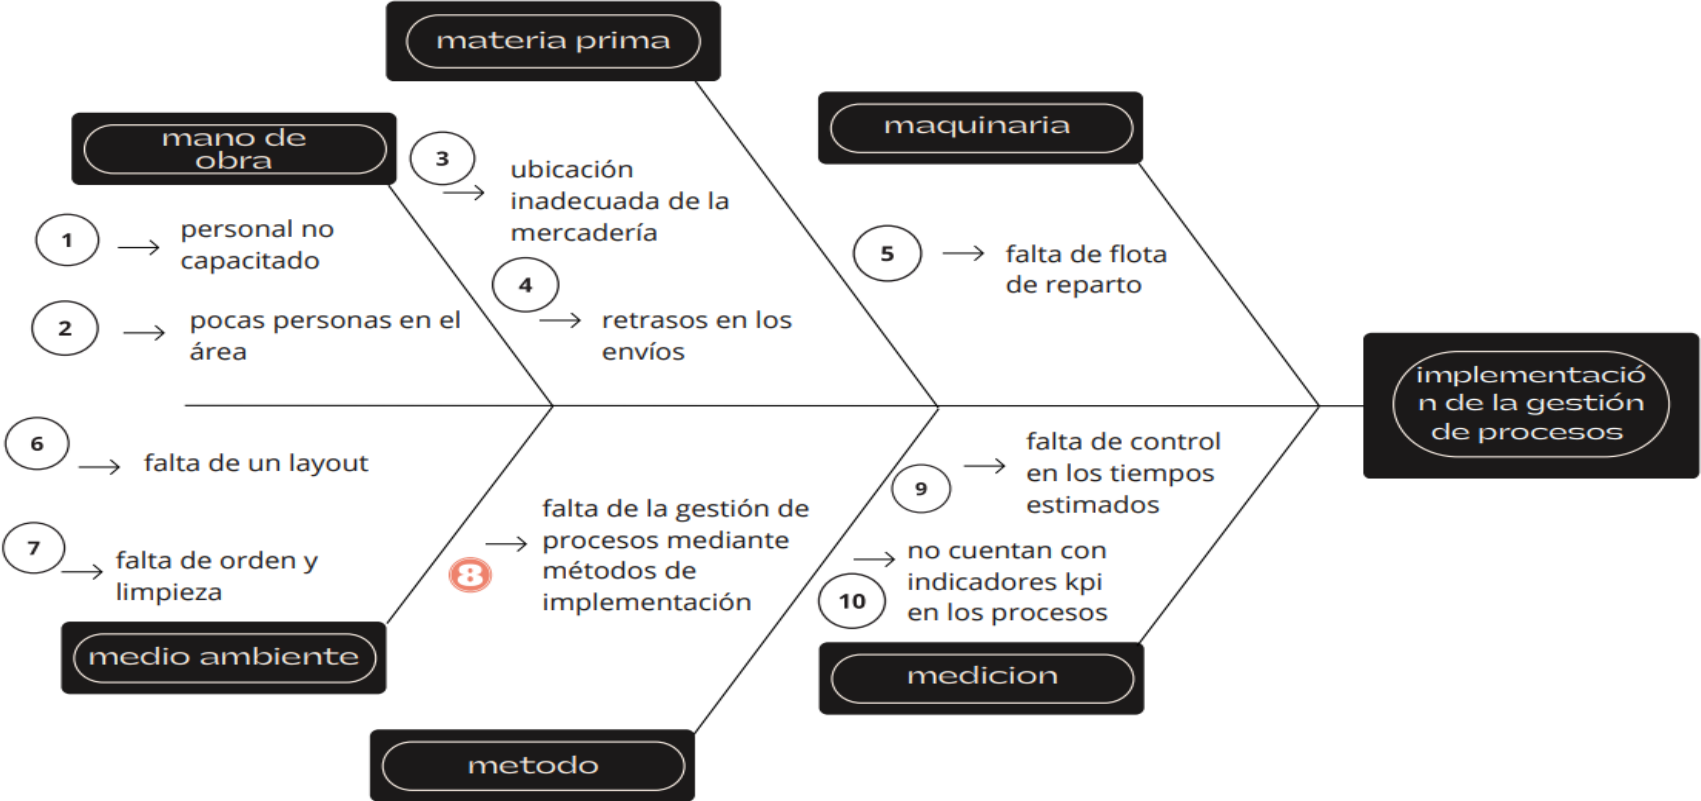 materia prima
mano de
obra
maquinaria
3
ubicación
inadecuada de la
mercadería
1
personal no
capacitado
4
retrasos en los
envíos
5
falta de flota
de reparto
2
pocas personas en el
área
implementació
n de la gestión
de procesos
6
falta de un layout
7
falta de orden y
limpieza
8
falta de la gestión de
procesos mediante
métodos de
implementación
9
falta de control
en los tiempos
estimados
10
no cuentan con
indicadores kpi
en los procesos
medio ambiente
metodo
medicion